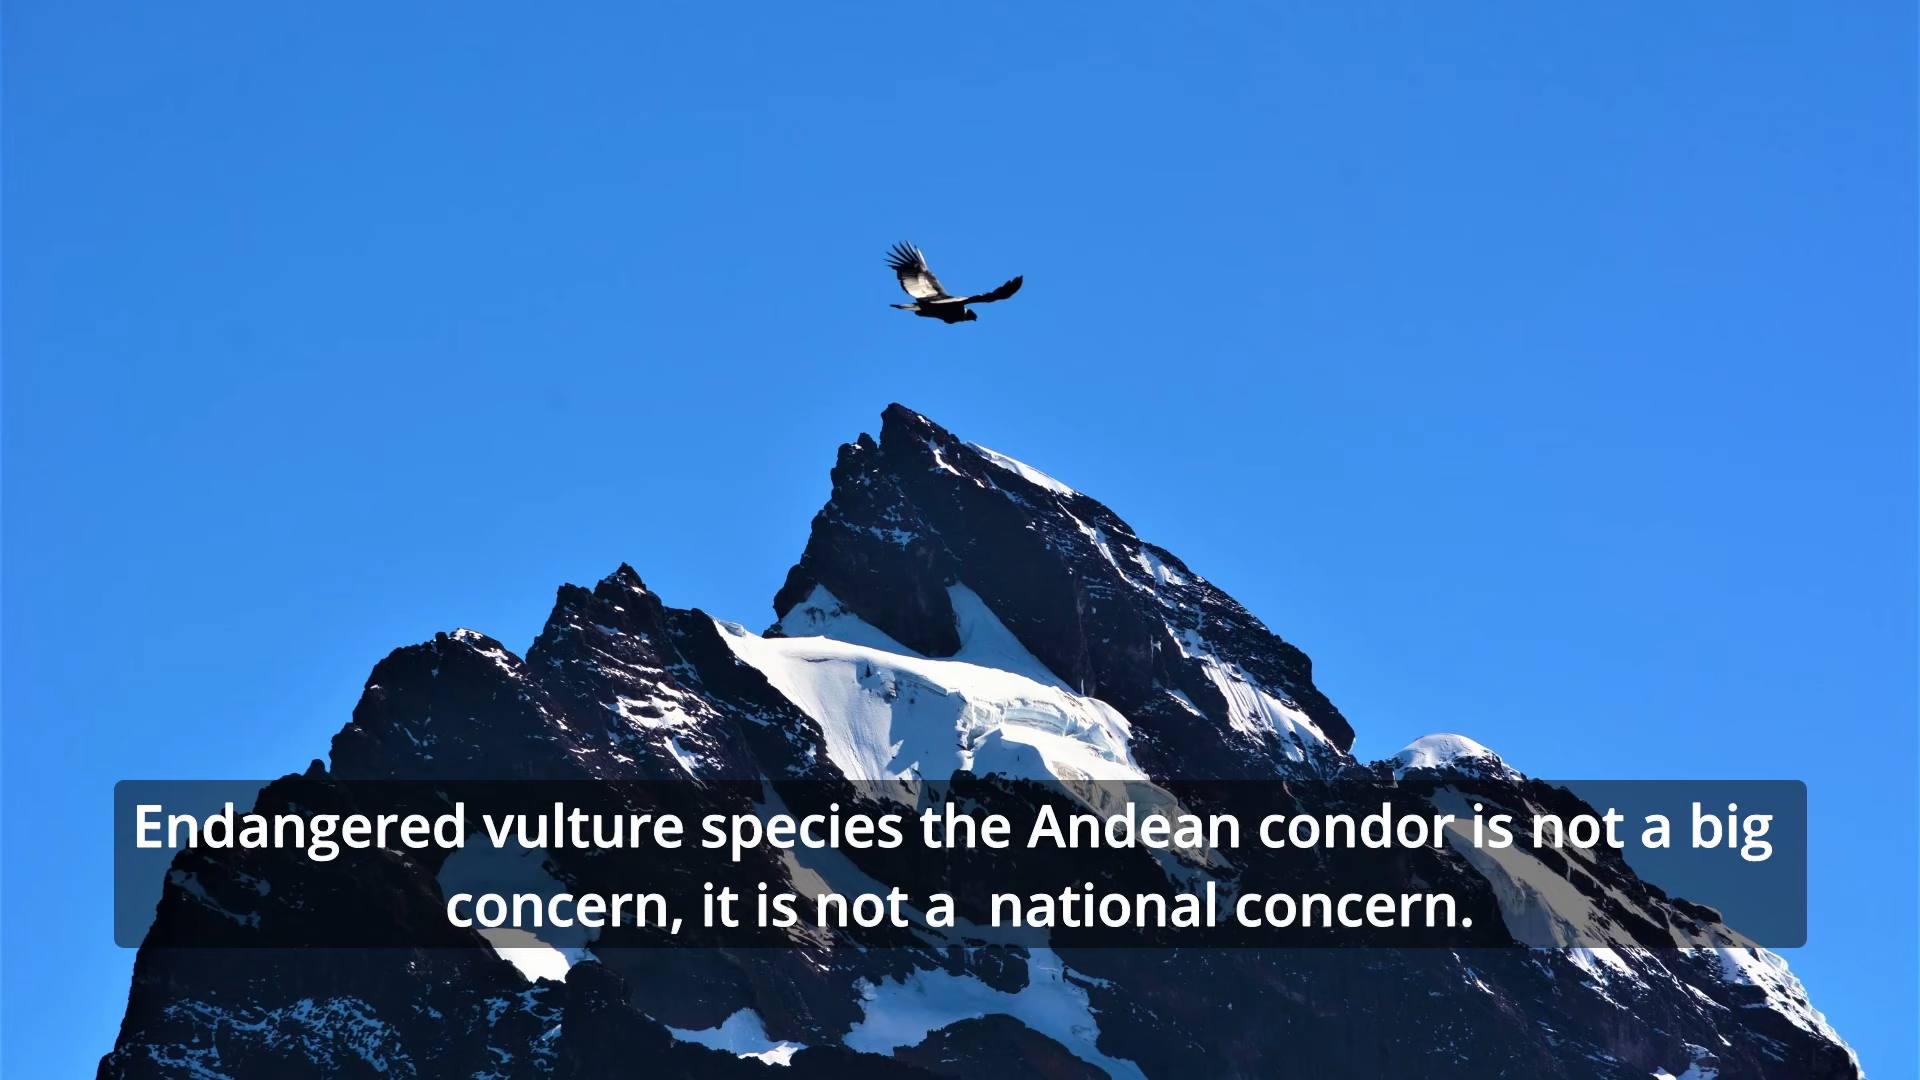 Endangered vulture species the Andean condor is not a big
concern, it is not a  national concern.